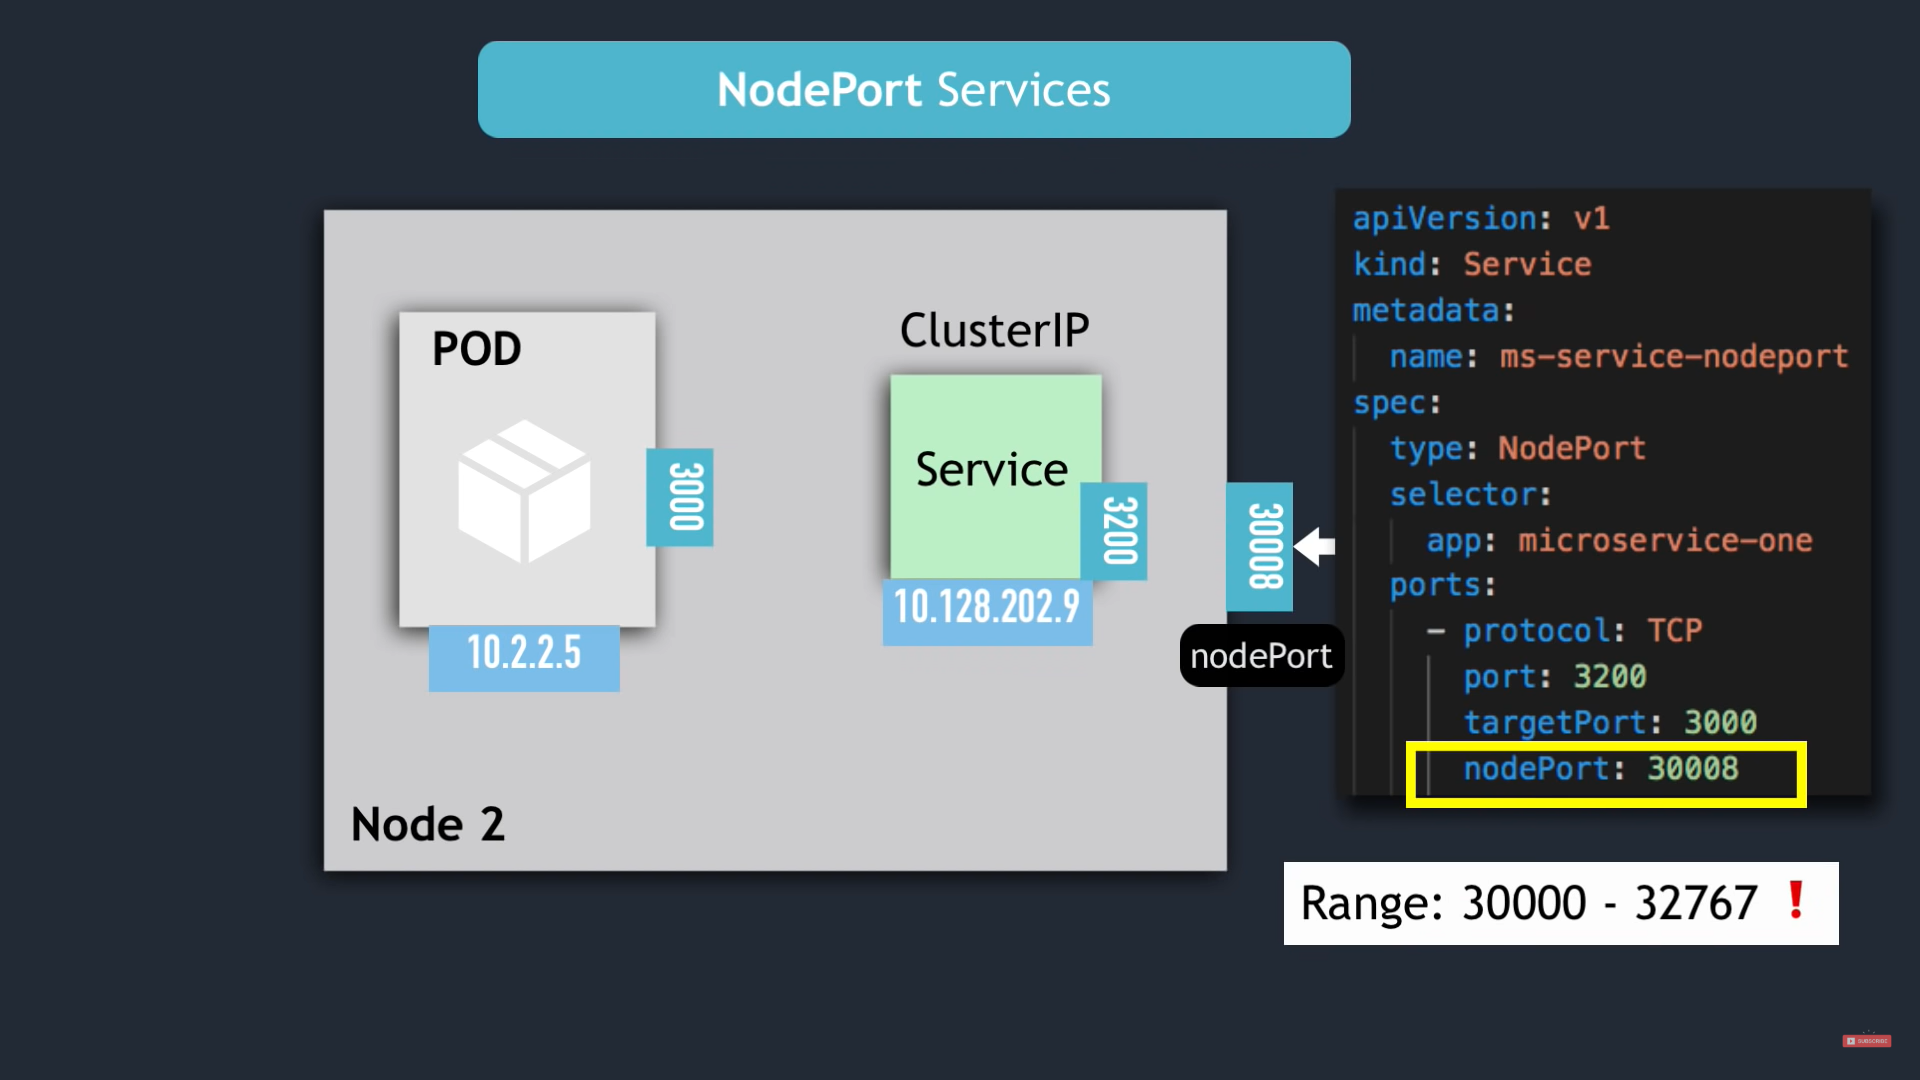 NodePort Services
POD
3000
10.2.2.5
ClusterIP
Service
3200
10.128.202.9
30008
nodePort
Node 2
apiVersion: v1
kind: Service
metadata:
name: ms-service-nodeport
spec:
type: NodePort
selector:
app: microservice-one
ports:
- protocol: TCP
port: 3200
targetPort: 3000
nodePort: 30008
Range: 30000 - 32767 !
SUBSCRIBE